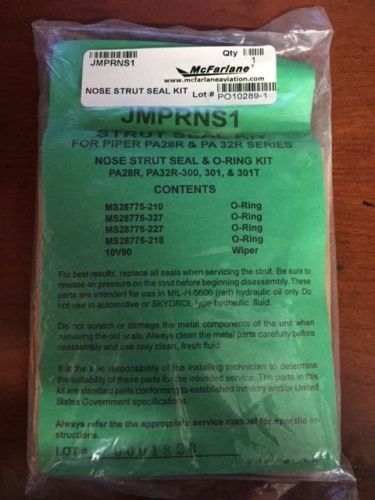 JMPRNS1
Qty
1
McFarlane
www.mcfarlaneaviation.com
NOSE STRUT SEAL KIT
Lot # PO10289-1
JMPRNS1
STRUT SEAL KIT
FOR PIPER PA28R & PA 32R SERIES
NOSE STRUT SEAL & O-RING KIT
PA28R, PA32R-300, 301, & 301T
CONTENTS
MS28775-210 O-Ring
MS28775-327 O-Ring
MS28775-227 O-Ring
MS28775-218 O-Ring
10V90 Wiper
For best results, replace all seals when servicing the strut. Be sure to
release air pressure on the strut before beginning disassembly. These
parts are intended for use in MIL-H-5606 (red) hydraulic oil only. Do
not use in automotive or SKYDROL type hydraulic fluid.
Do not scratch or damage the metal components of the unit when
removing the old seals. Always clean the metal parts carefully before
reassembly and use only clean, fresh fluid.
It is the sole responsibility of the installing technician to determine
the suitability of these parts for the intended service. The parts in this
kit are standard parts conforming to established industry and/or United
States Government specifications.
Always refer the the appropriate service manual for specific in-
structions.
LOT #